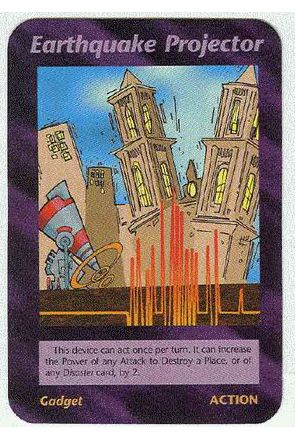 Earthquake Projector
This device can act once per turn. It can increase
the Power of any Attack to Destroy a Place, or of
any Disaster card, by 2.
Gadget ACTION